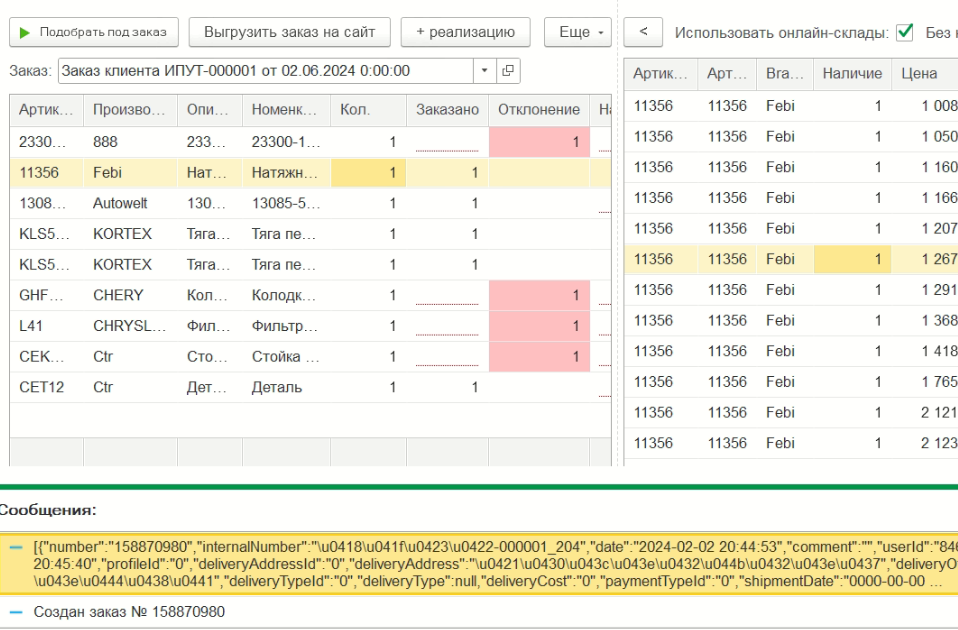 Подобрать под заказ Выгрузить заказ на сайт + реализацию Еще < Использовать онлайн-склады: Без
Заказ: Заказ клиента ИПУТ-000001 от 02.06.2024 0:00:00
Артик... Произво... Опи... Номенк... Кол. Заказано Отклонение Артик... Арт... Bra... Наличие Цена
2330... 888 233... 23300-1... 1 1
11356 Febi Нат... Натяжн... 1 1
1308... Autowelt 130... 13085-5... 1 1
KLS5... KORTEX Тяга... Тяга пе... 1 1
KLS5... KORTEX Тяга... Тяга пе... 1 1
GHF... CHERY Кол... Колодк... 1 1
L41 CHRYSL... Фил... Фильтр... 1 1
CEK... Ctr Сто... Стойка ... 1 1
CET12 Ctr Дет... Деталь 1 1
11356 11356 Febi 1 1 008
11356 11356 Febi 1 1 050
11356 11356 Febi 1 1 160
11356 11356 Febi 1 1 166
11356 11356 Febi 1 1 207
11356 11356 Febi 1 1 267
11356 11356 Febi 1 1 291
11356 11356 Febi 1 1 368
11356 11356 Febi 1 1 418
11356 11356 Febi 1 1 765
11356 11356 Febi 1 2 121
11356 11356 Febi 1 2 123
Сообщения:
[{"number":"158870980","internalNumber":"\u0418\u041f\u0423\u0422-000001_204","date":"2024-02-02 20:44:53","comment":"","userId":"846
20:45:40","profileId":"0","deliveryAddressId":"0","deliveryAddress":"\u0421\u0430\u043c\u043e\u0432\u044b\u0432\u043e\u0437","deliveryO
\u043e\u0444\u0438\u0441","deliveryTypeId":"0","deliveryType":null,"deliveryCost":"0","paymentTypeId":"0","shipmentDate":"0000-00-00 ...
Создан заказ № 158870980